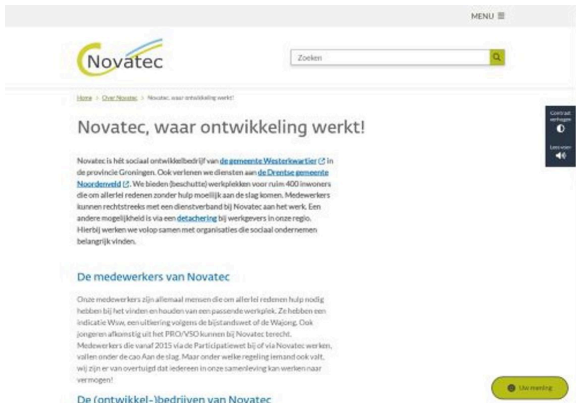 MENU ≡
Novatec
Zoeken
Home > Over Novatec > Novatec, waar ontwikkeling werkt!
Contrast
verhogen
Lees voor
Novatec, waar ontwikkeling werkt!
Novatec is hét sociaal ontwikkelbedrijf van de gemeente Westerkwartier in
de provincie Groningen. Ook verlenen we diensten aan de Drentse gemeente
Noordenveld. We bieden (beschutte) werkplekken voor ruim 400 inwoners
die om allerlei redenen zonder hulp moeilijk aan de slag komen. Medewerkers
kunnen rechtstreeks met een dienstverband bij Novatec aan het werk. Een
andere mogelijkheid is via een detachering bij werkgevers in onze regio.
Hierbij werken we volop samen met organisaties die sociaal ondernemen
belangrijk vinden.
De medewerkers van Novatec
Onze medewerkers zijn allemaal mensen die om allerlei redenen hulp nodig
hebben bij het vinden en houden van een passende werkplek. Ze hebben een
indicatie Wsw, een uitkering volgens de bijstandswet of de Wajong. Ook
jongeren afkomstig uit het PRO/VSO kunnen bij Novatec terecht.
Medewerkers die vanaf 2015 via de Participatiewet bij of via Novatec werken,
vallen onder de cao Aan de slag. Maar onder welke regeling iemand ook valt,
wij zijn er van overtuigd dat iedereen in onze samenleving kan werken naar
vermogen!
De (ontwikkel-)bedrijven van Novatec
Uw mening